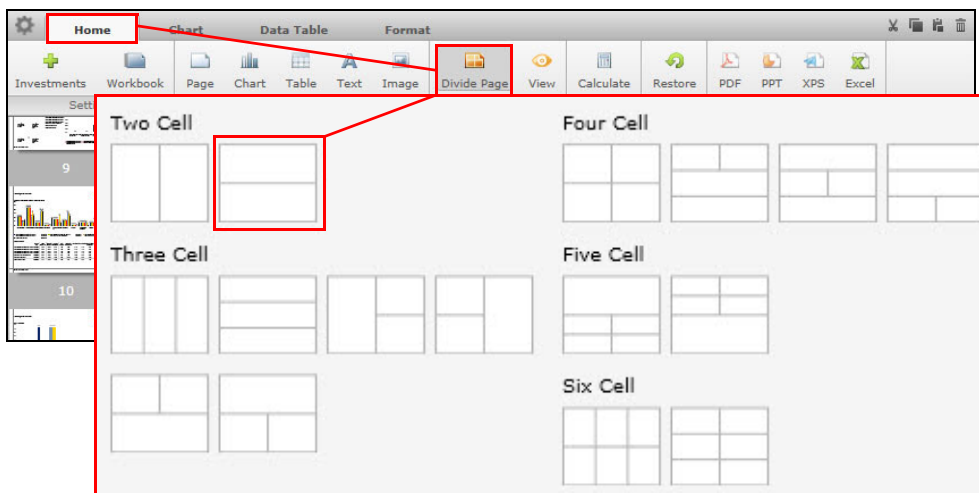 Home Chart Data Table Format
Investments Workbook Page Chart Table Text Image Divide Page View Calculate Restore PDF PPT XPS Excel
Setti
Two Cell Four Cell
9
Three Cell Five Cell
10
Six Cell